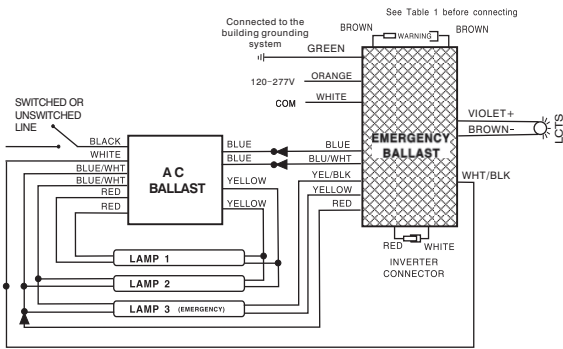 See Table 1 before connecting
Connected to the
building grounding
system
BROWN
WARNING
BROWN
GREEN
120-277V
ORANGE
COM
WHITE
SWITCHED OR
UNSWITCHED
LINE
VIOLET+
BROWN-
LCTS
BLACK
WHITE
BLUE/WHT
BLUE/WHT
RED
RED
AC
BALLAST
BLUE
BLUE
YELLOW
YELLOW
BLUE
BLU/WHT
YEL/BLK
YELLOW
RED
EMERGENCY
BALLAST
WHT/BLK
RED
WHITE
INVERTER
CONNECTOR
LAMP 1
LAMP 2
LAMP 3 (EMERGENCY)